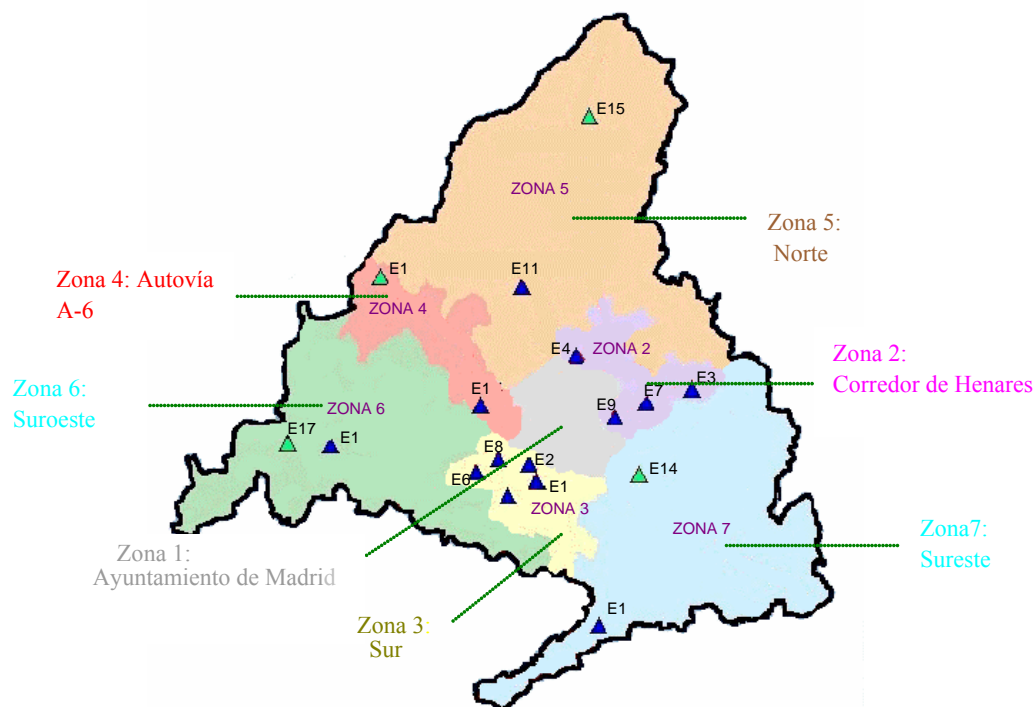 E15
ZONA 5
Zona 5:
Norte
E1
E11
Zona 4: Autovía
A-6
ZONA 4
E4
ZONA 2
Zona 2:
Corredor de Henares
Zona 6:
Suroeste
E3
E7
E1
E9
ZONA 6
E17
E1
E8
E2
E6
E14
E1
ZONA 3
ZONA 7
Zona7:
Sureste
Zona 1:
Ayuntamiento de Madrid
E1
Zona 3:
Sur